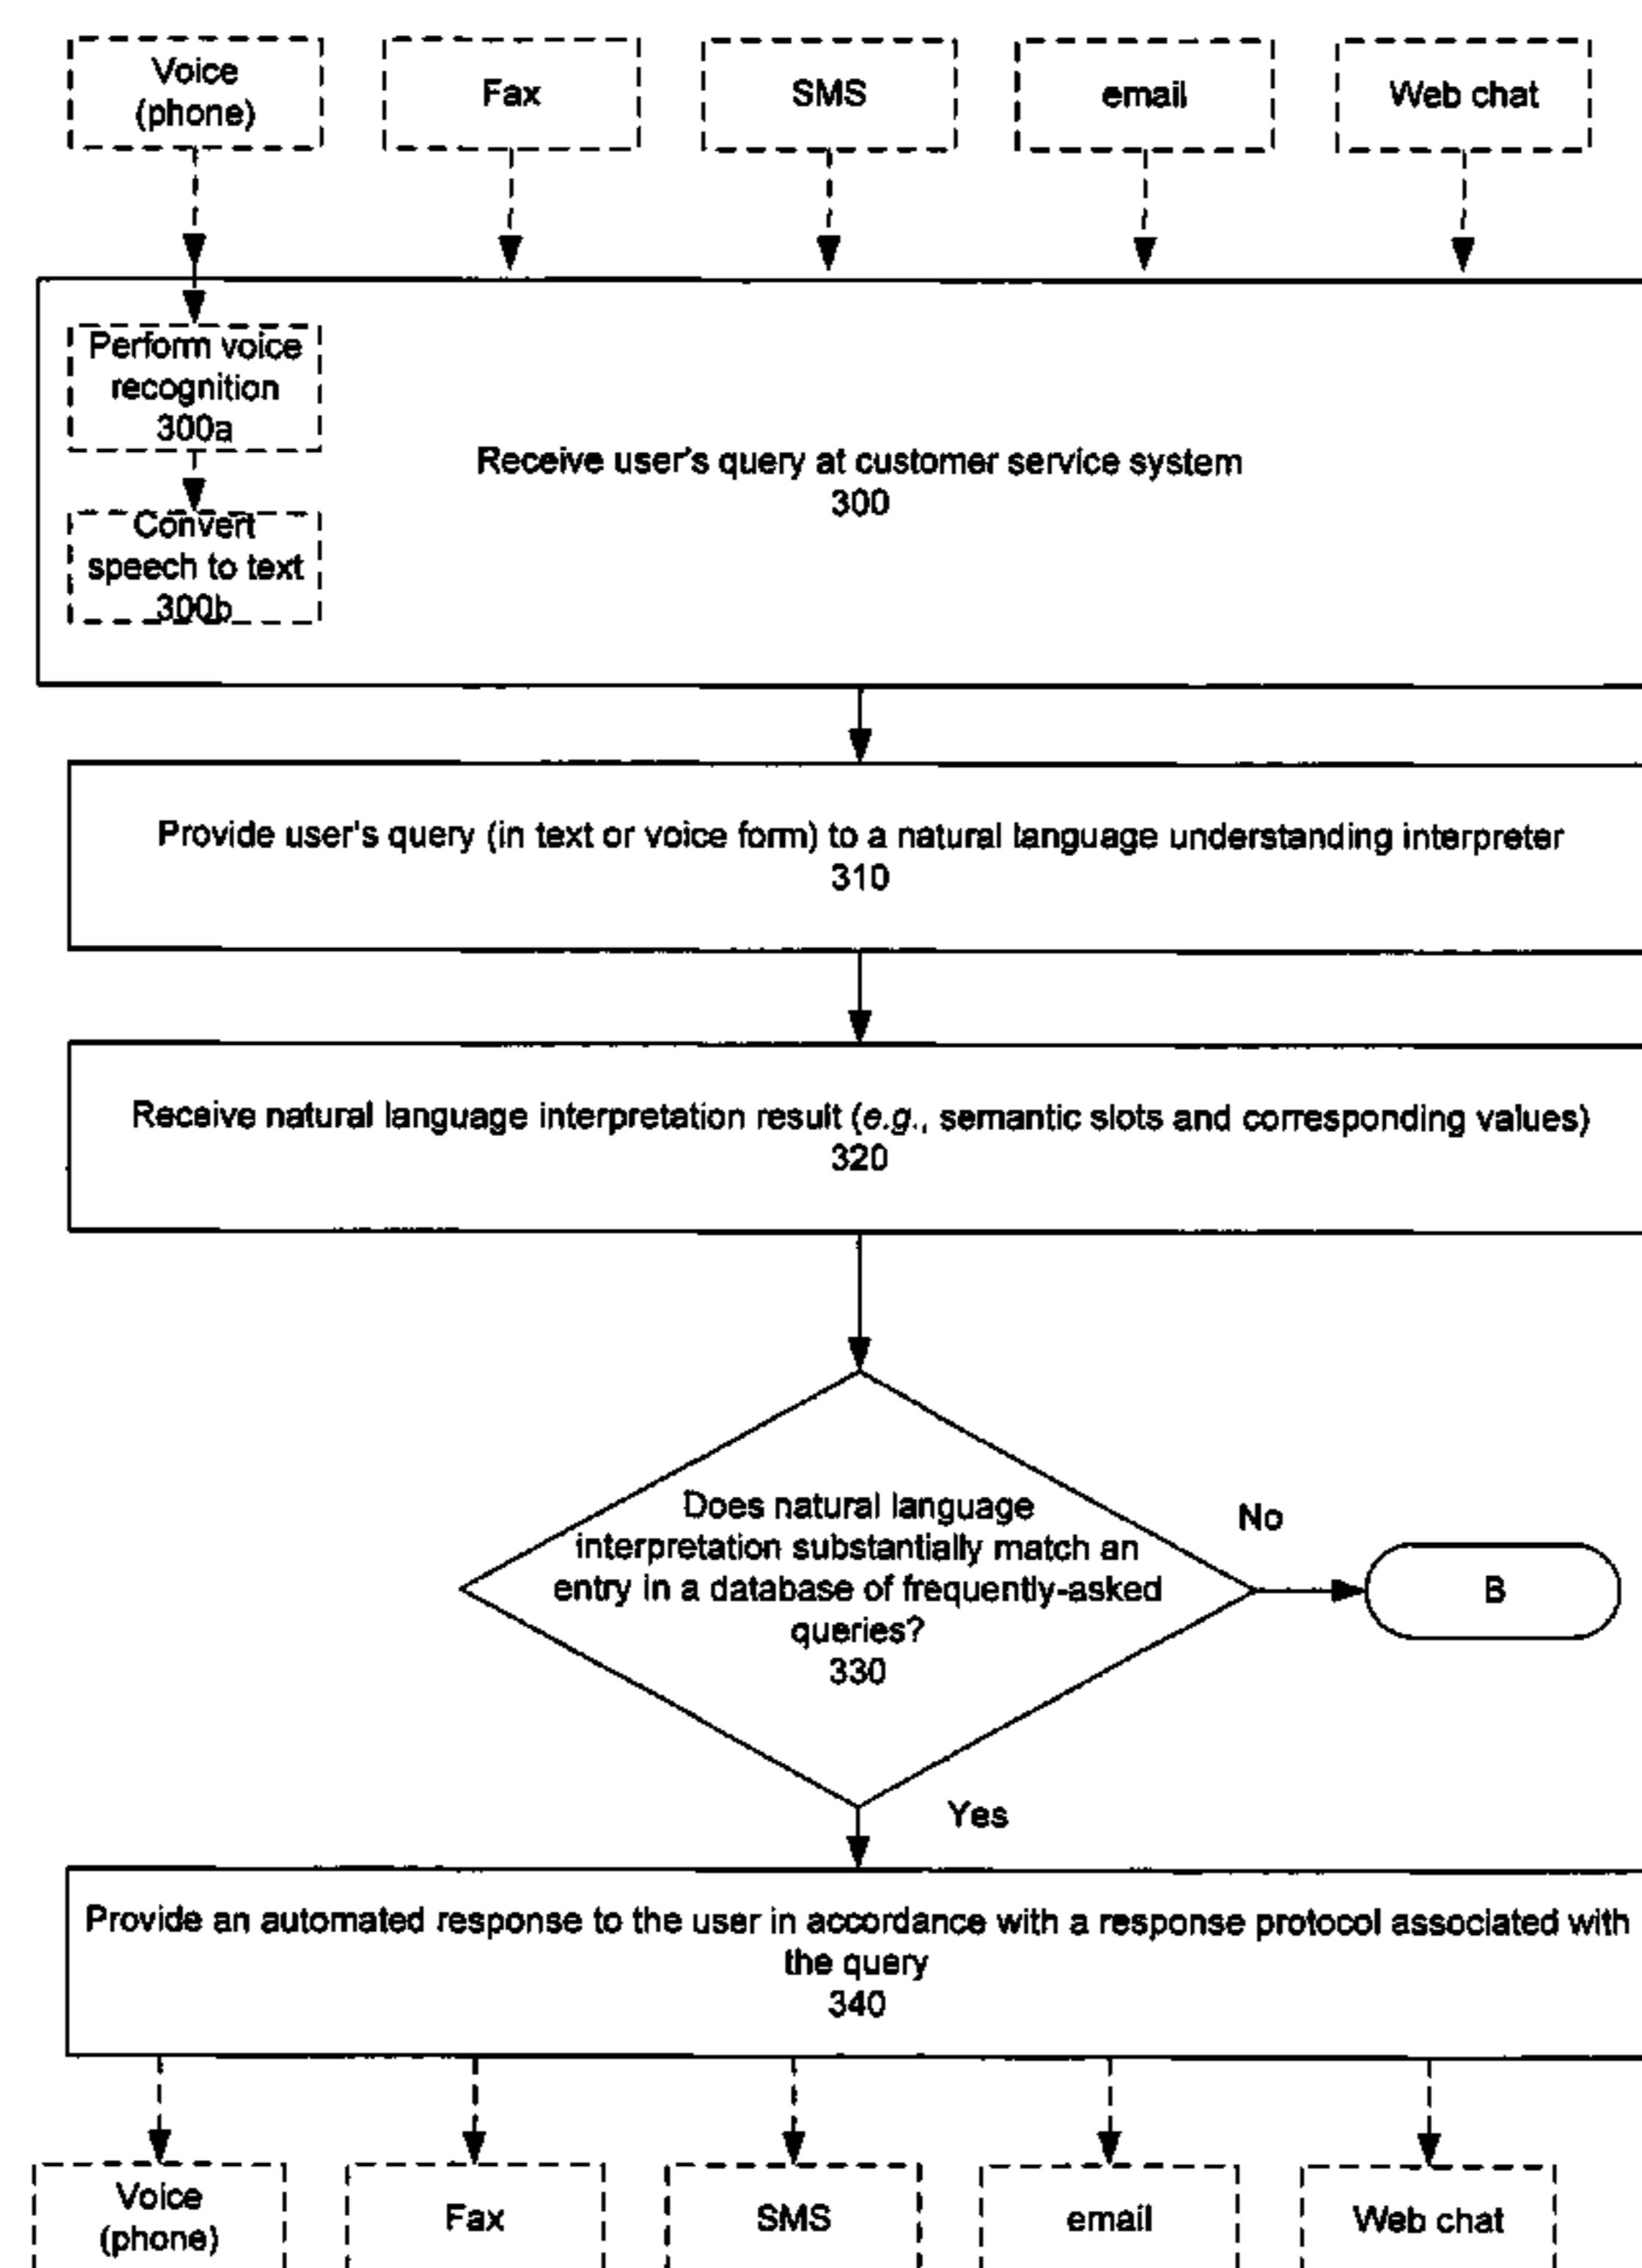 Voice
(phone)
Fax
SMS
email
Web chat
Perform voice
recognition
300a
Convert
speech to text
300b
Receive user's query at customer service system
300
Provide user's query (in text or voice form) to a natural language understanding interpreter
310
Receive natural language interpretation result (e.g., semantic slots and corresponding values)
320
Does natural language
interpretation substantially match an
entry in a database of frequently-asked
queries?
330
No
B
Yes
Provide an automated response to the user in accordance with a response protocol associated with
the query
340
Voice
(phone)
Fax
SMS
email
Web chat